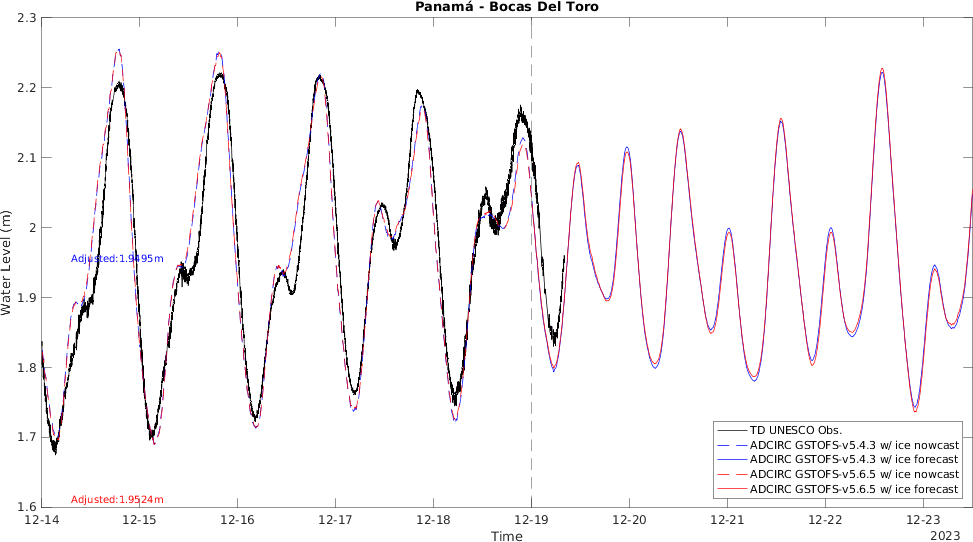 Panamá - Bocas Del Toro
2.3
2.2
2.1
2
1.9
1.8
1.7
1.6
Water Level (m)
Adjusted:1.9495m
Adjusted:1.9524m
TD UNESCO Obs.
ADCIRC GSTOFS-v5.4.3 w/ ice nowcast
ADCIRC GSTOFS-v5.4.3 w/ ice forecast
ADCIRC GSTOFS-v5.6.5 w/ ice nowcast
ADCIRC GSTOFS-v5.6.5 w/ ice forecast
12-14 12-15 12-16 12-17 12-18 12-19 12-20 12-21 12-22 12-23
Time
2023